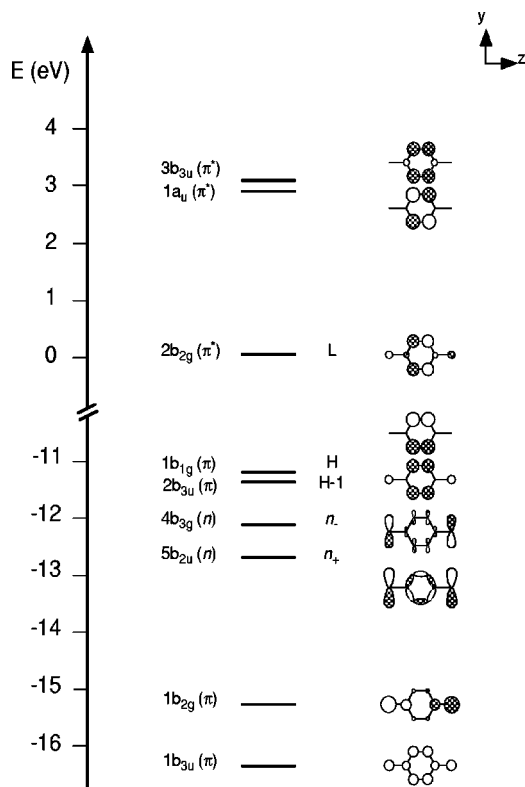 y
z
E (eV)
4
3b3u (π*)
3
1au (π*)
2
1
0
2b2g (π*) L
-11
1b1g (π) H
2b3u (π) H-1
-12
4b3g (n) n-
5b2u (n) n+
-13
-14
-15
1b2g (π)
-16
1b3u (π)